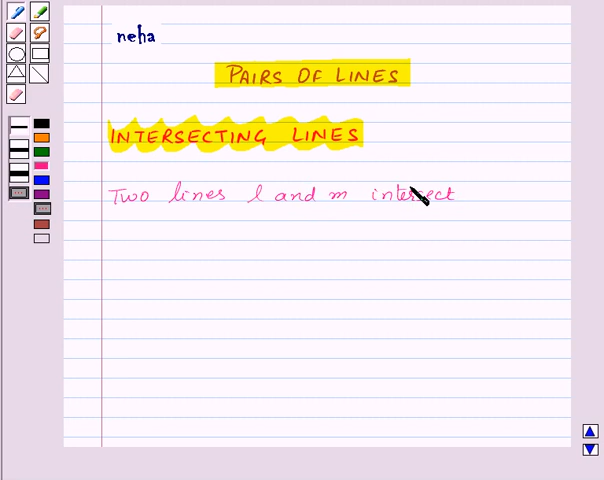 neha
PAIRS OF LINES
INTERSECTING LINES
Two lines l and m intersect